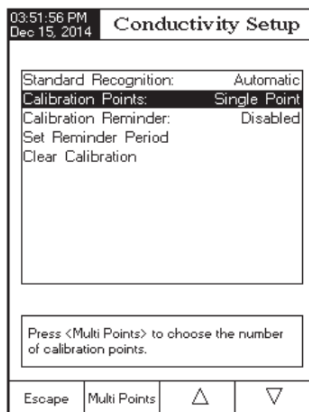 03:51:56 PM
Dec 15, 2014
Conductivity Setup
Standard Recognition: Automatic
Calibration Points: Single Point
Calibration Reminder: Disabled
Set Reminder Period
Clear Calibration
Press <Multi Points> to choose the number
of calibration points.
Escape Multi Points △ ▽